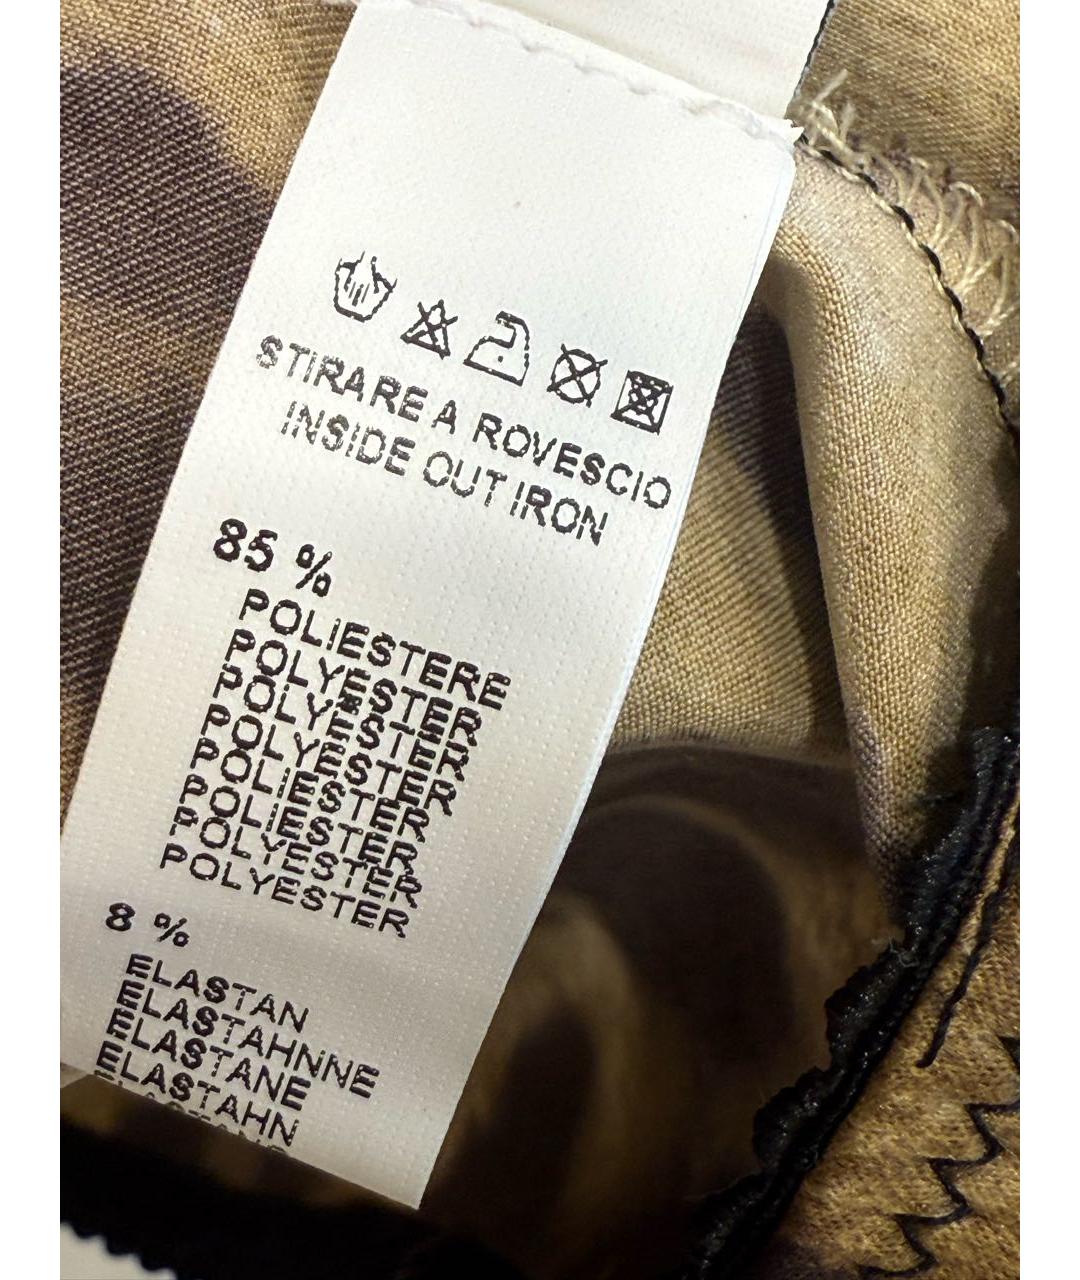 STIRARE A ROVESCIO
INSIDE OUT IRON
85 %
POLIESTERE
POLYESTER
POLYESTER
POLYESTER
POLIESTER
POLIESTER
POLYESTER
POLYESTER
8 %
ELASTAN
ELASTAHNNE
ELASTANE
ELASTAHN